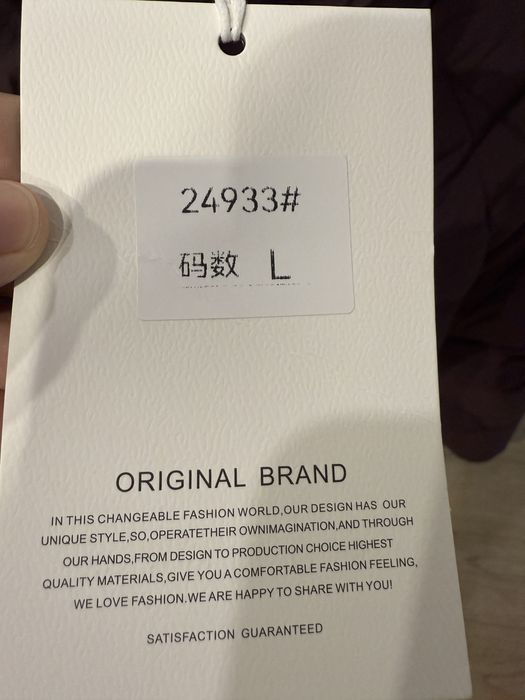 24933#
码数 L
ORIGINAL BRAND
IN THIS CHANGEABLE FASHION WORLD,OUR DESIGN HAS OUR
UNIQUE STYLE,SO,OPERATETHEIR OWNIMAGINATION,AND THROUGH
OUR HANDS,FROM DESIGN TO PRODUCTION CHOICE HIGHEST
QUALITY MATERIALS,GIVE YOU A COMFORTABLE FASHION FEELING,
WE LOVE FASHION.WE ARE HAPPY TO SHARE WITH YOU!
SATISFACTION GUARANTEED